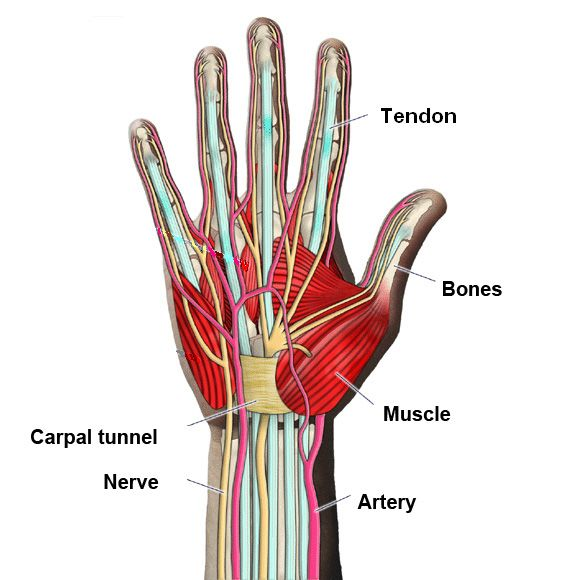 Tendon
Bones
Muscle
Carpal tunnel
Nerve
Artery